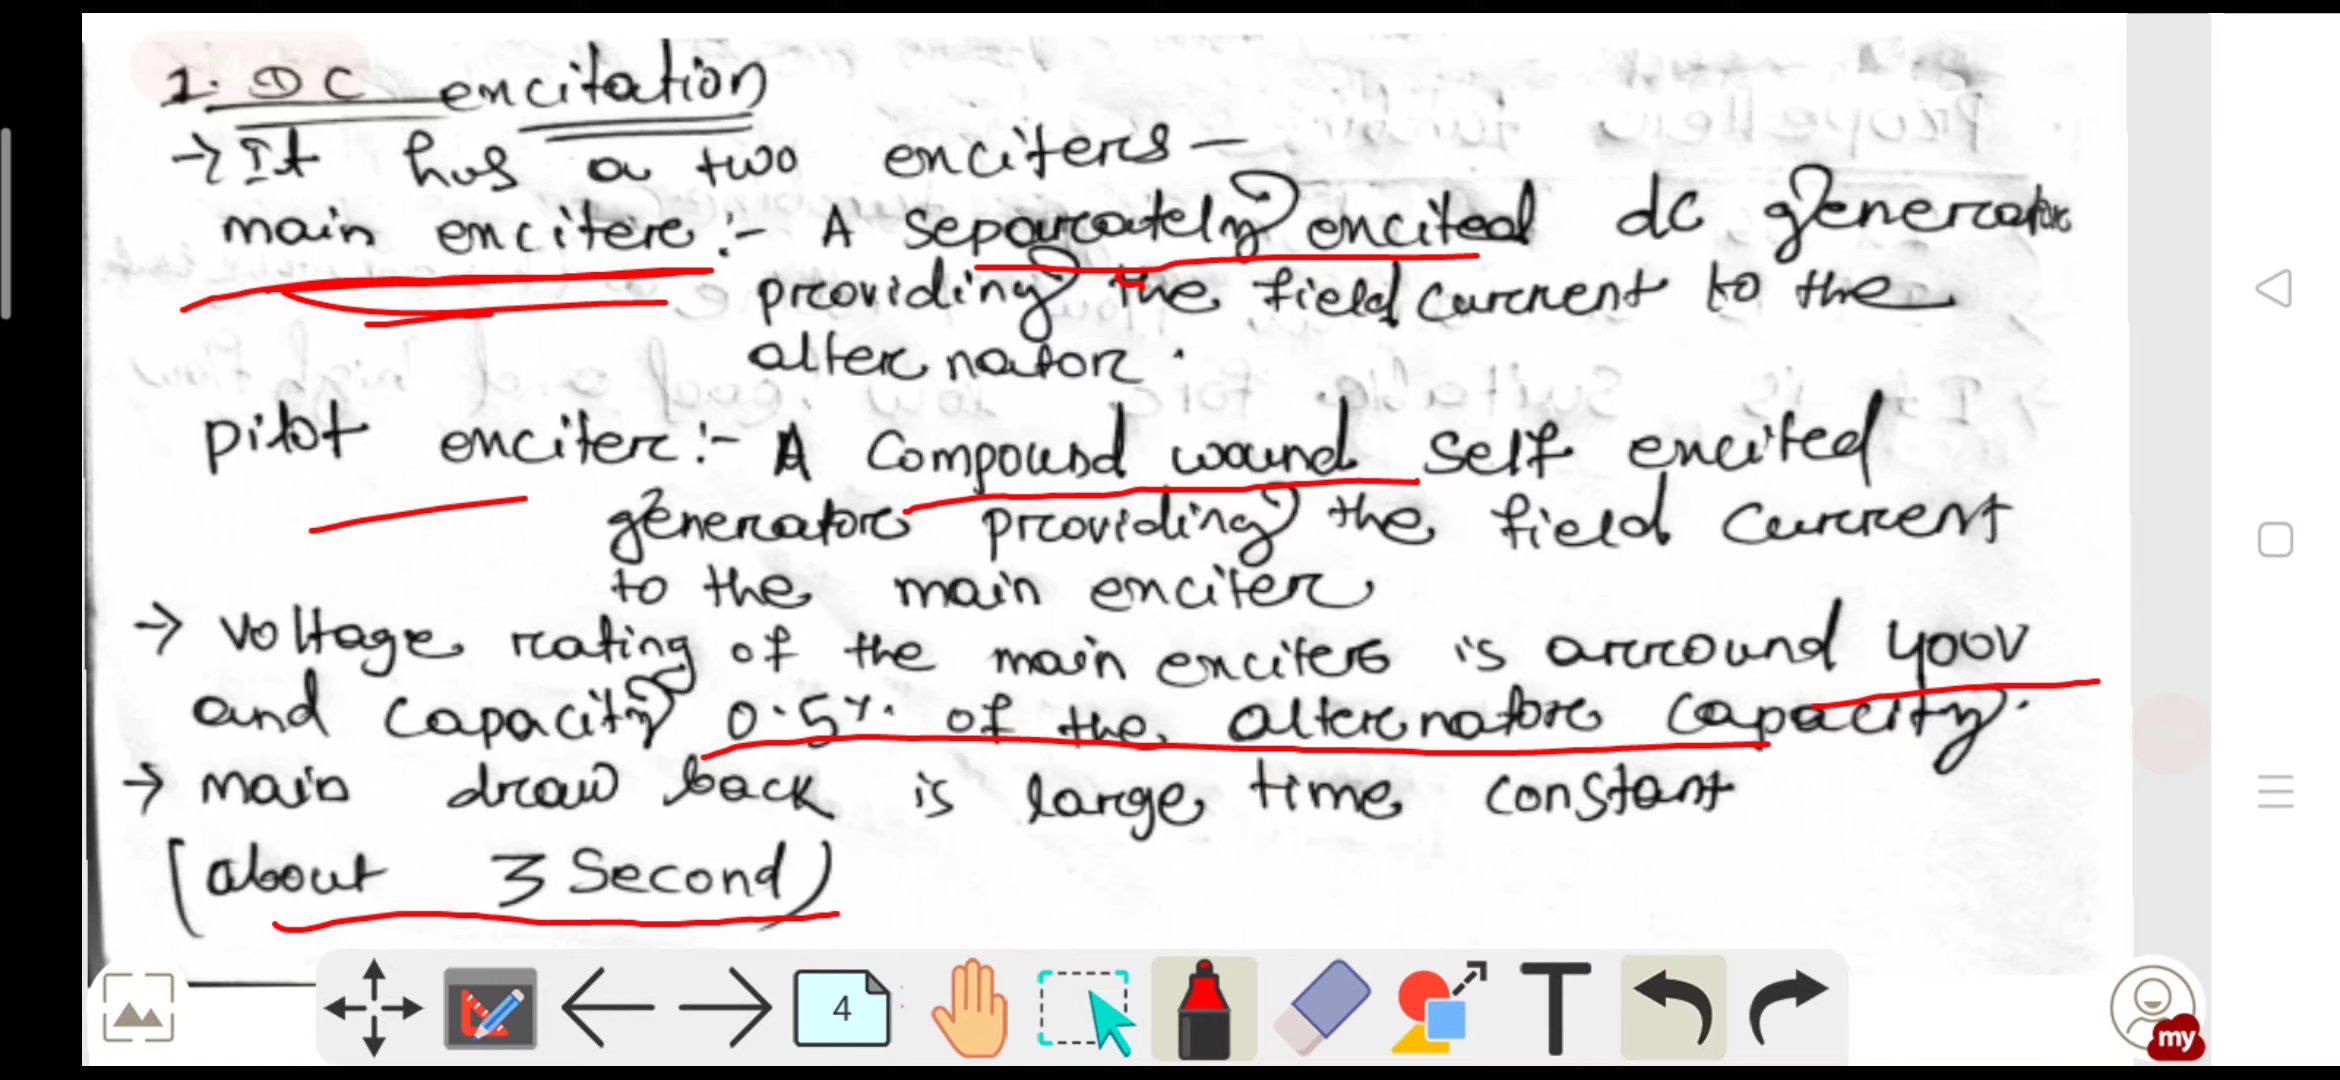 1. DC excitation
→ It has a two exciters –
main exciter :- A separately excited dc generator
providing the field current to the
alternator.
pilot exciter :- A compound wound self excited
generator providing the field current
to the main exciter
→ voltage rating of the main exciters is arround 400V
and capacity 0.5% of the alternator capacity.
→ main draw back is large time constant
(about 3 second)
4
T
my